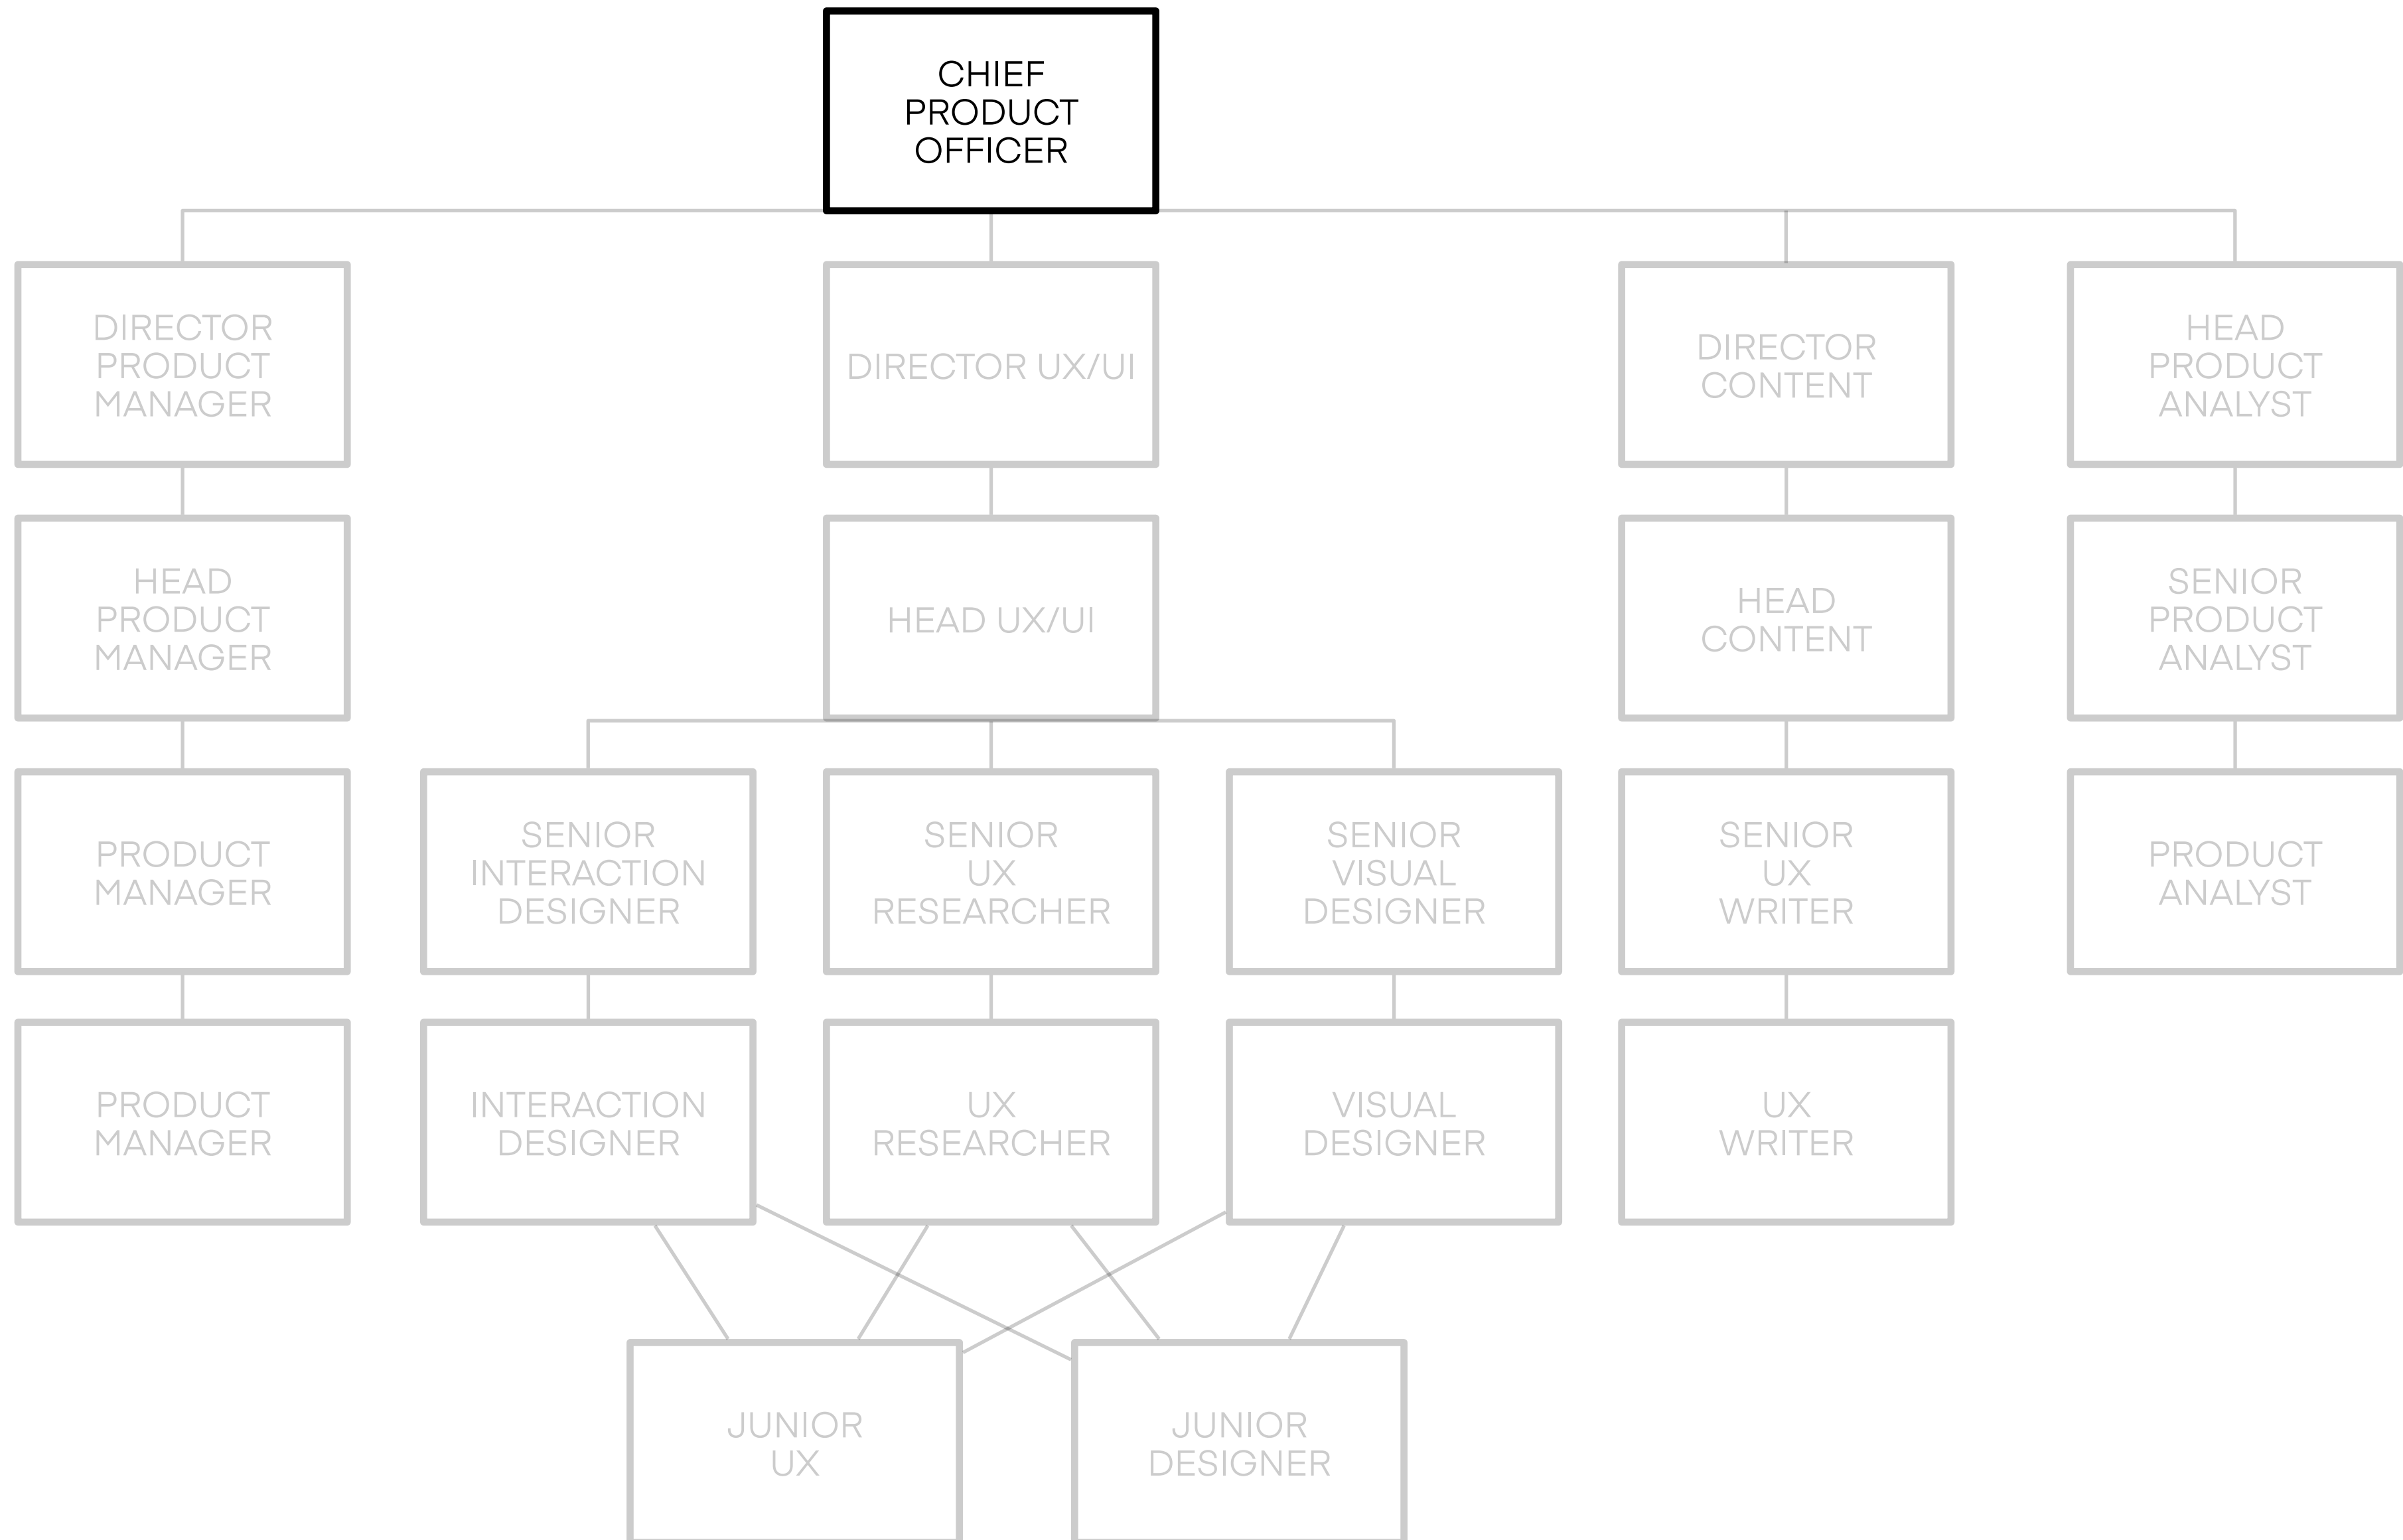 CHIEF
PRODUCT
OFFICER
DIRECTOR
PRODUCT
MANAGER
DIRECTOR UX/UI
DIRECTOR
CONTENT
HEAD
PRODUCT
ANALYST
HEAD
PRODUCT
MANAGER
HEAD UX/UI
HEAD
CONTENT
SENIOR
PRODUCT
ANALYST
PRODUCT
MANAGER
SENIOR
INTERACTION
DESIGNER
SENIOR
UX
RESEARCHER
SENIOR
VISUAL
DESIGNER
SENIOR
UX
WRITER
PRODUCT
ANALYST
PRODUCT
MANAGER
INTERACTION
DESIGNER
UX
RESEARCHER
VISUAL
DESIGNER
UX
WRITER
JUNIOR
UX
JUNIOR
DESIGNER